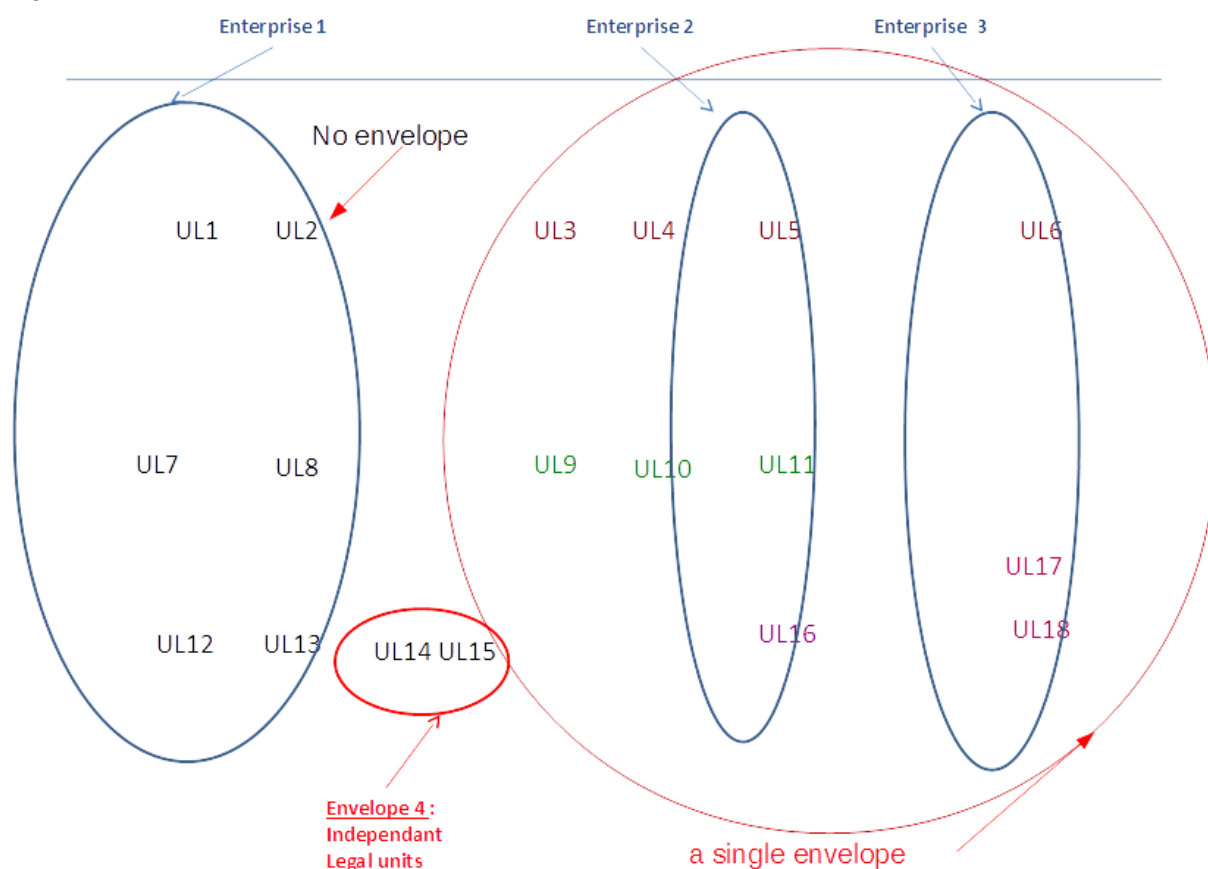 Enterprise 1 Enterprise 2 Enterprise 3
No envelope
UL1 UL2 UL3 UL4 UL5 UL6
UL7 UL8 UL9 UL10 UL11
UL17
UL12 UL13 UL14 UL15 UL16 UL18
Envelope 4 :
Independant
Legal units
a single envelope